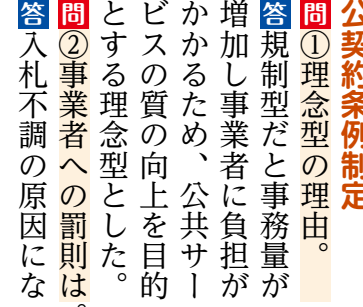 公契約条例制定
問①理念型の理由。
答規制型だと事務量が
増加し事業者に負担が
かかるため、公共サー
ビスの質の向上を目的
とする理念型とした。
問②事業者への罰則は。
答入札不調の原因にな